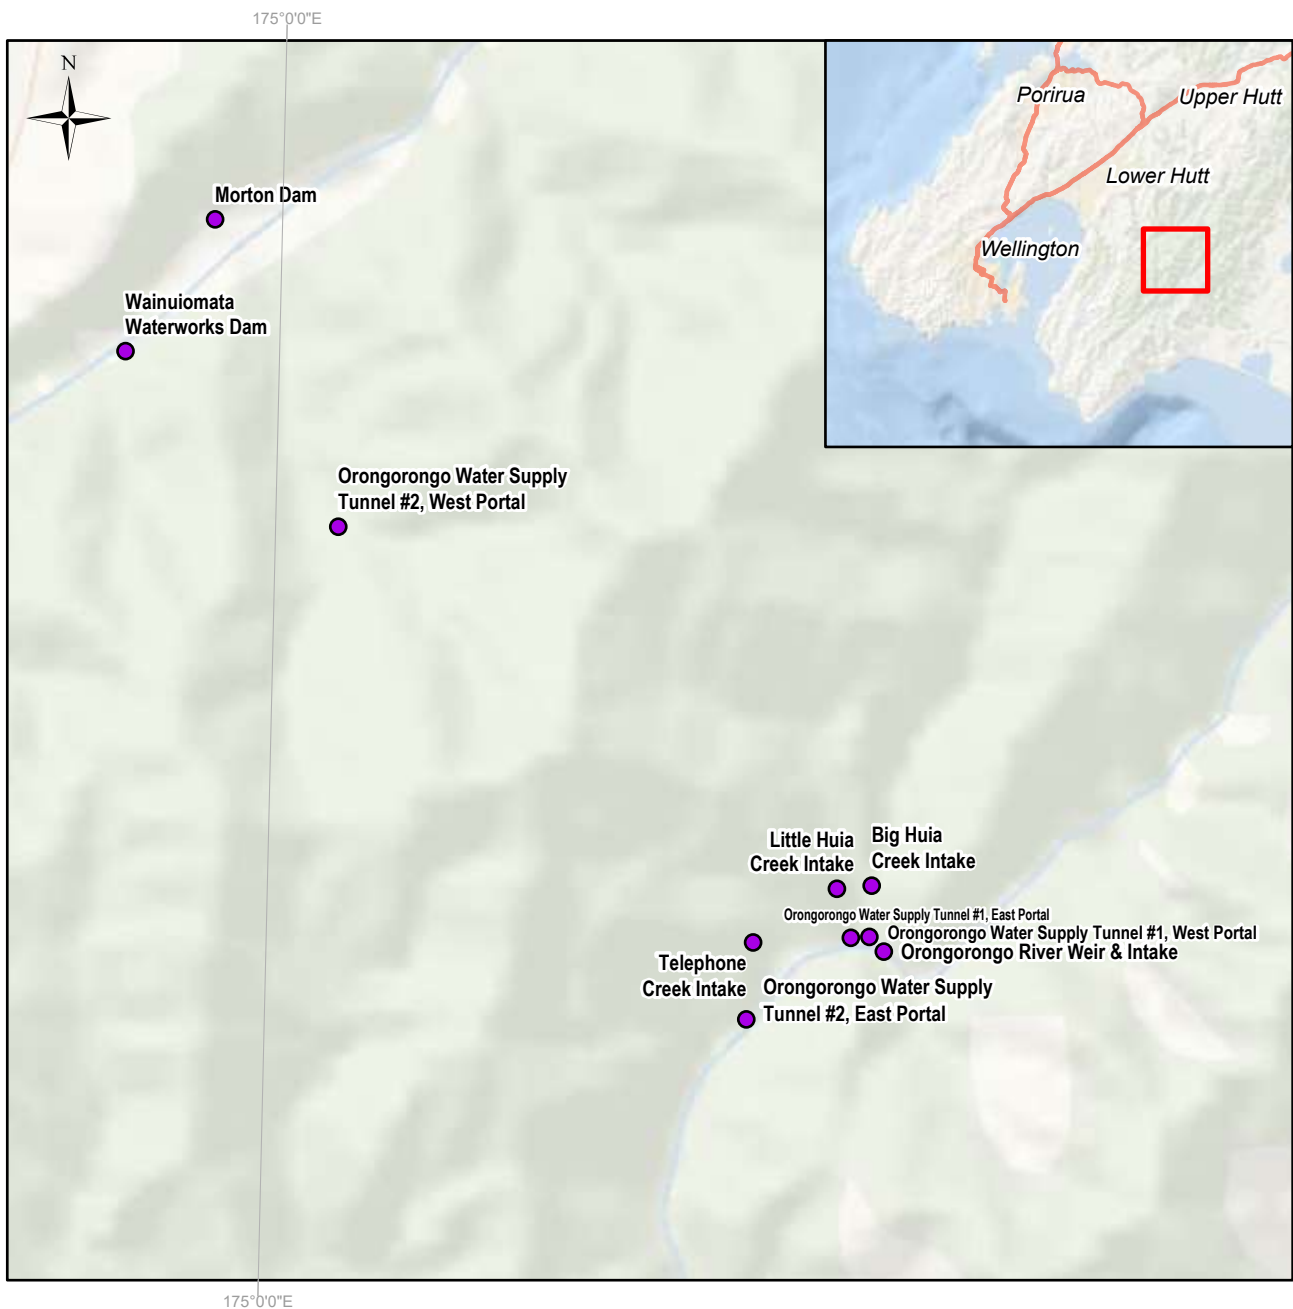 175°0'0"E
N
Porirua
Upper Hutt
Lower Hutt
Wellington
Morton Dam
Wainuiomata
Waterworks Dam
Orongorongo Water Supply
Tunnel #2, West Portal
Little Huia
Creek Intake
Big Huia
Creek Intake
Orongorongo Water Supply Tunnel #1, East Portal
Orongorongo Water Supply Tunnel #1, West Portal
Orongorongo River Weir & Intake
Telephone
Creek Intake
Orongorongo Water Supply
Tunnel #2, East Portal
175°0'0"E